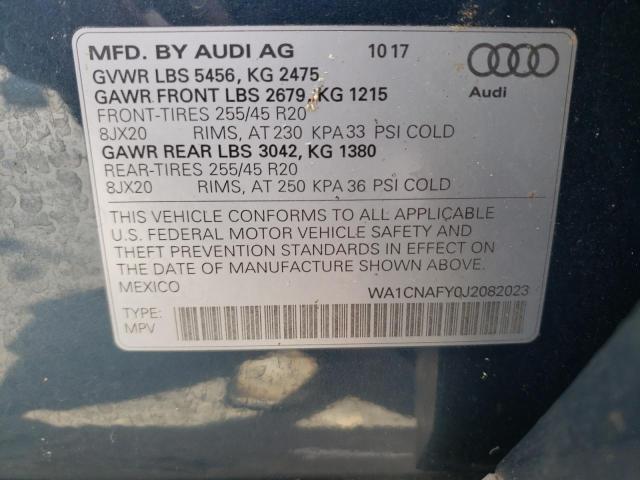 MFD. BY AUDI AG 10 17
GVWR LBS 5456, KG 2475
GAWR FRONT LBS 2679, KG 1215
Audi
FRONT-TIRES 255/45 R20
8JX20 RIMS, AT 230 KPA 33 PSI COLD
GAWR REAR LBS 3042, KG 1380
REAR-TIRES 255/45 R20
8JX20 RIMS, AT 250 KPA 36 PSI COLD
THIS VEHICLE CONFORMS TO ALL APPLICABLE
U.S. FEDERAL MOTOR VEHICLE SAFETY AND
THEFT PREVENTION STANDARDS IN EFFECT ON
THE DATE OF MANUFACTURE SHOWN ABOVE.
MEXICO WA1CNAFY0J2082023
TYPE:
MPV